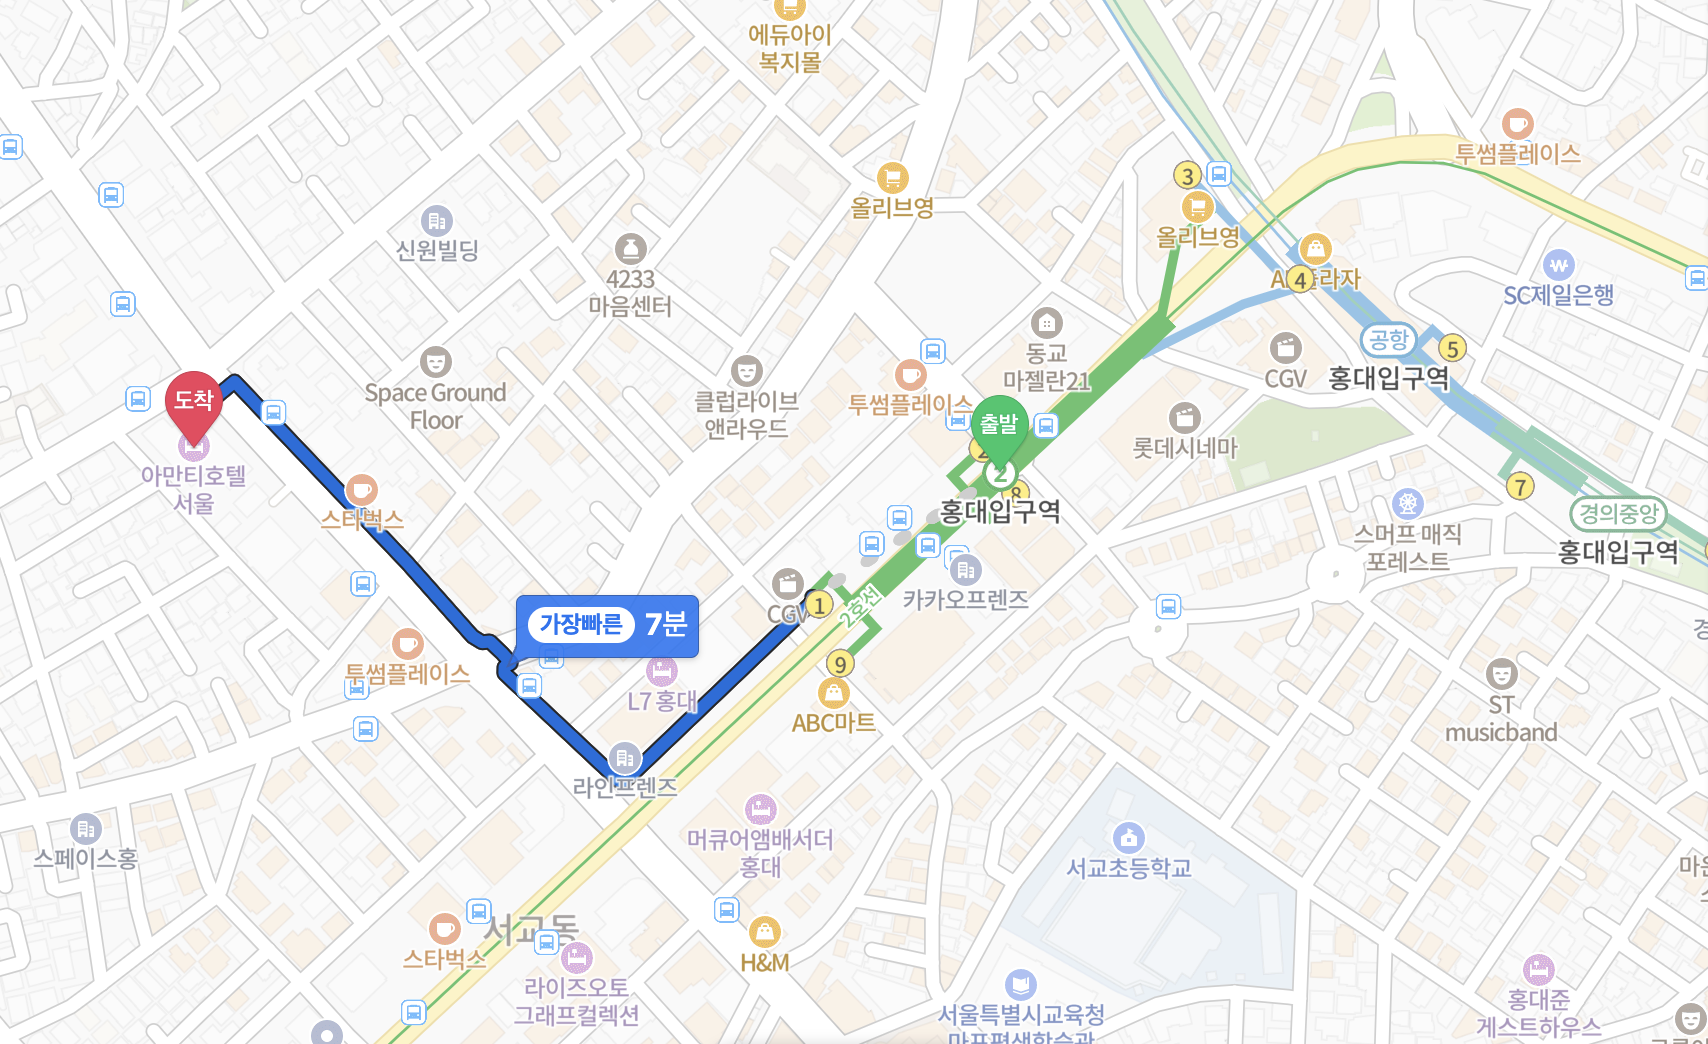 에듀아이
복지몰
투썸플레이스
3
올리브영
올리브영
신원빌딩
4233
마음센터
4
SC제일은행
공항
홍대입구역
5
동교
마젤란21
CGV
Space Ground
Floor
클럽라이브
앤라우드
투썸플레이스
도착
출발
롯데시네마
아만티호텔
서울
2
8
홍대입구역
7
경의중앙
홍대입구역
스머프 매직
포레스트
스타벅스
카카오프렌즈
2호선
CGV
1
가장빠른 7분
투썸플레이스
L7 홍대
9
ABC마트
ST
musicband
라인프렌즈
머큐어앰배서더
홍대
스페이스홍
서교초등학교
서교동
스타벅스
H&M
라이즈오토
그래프컬렉션
서울특별시교육청
마포평생학습관
홍대준
게스트하우스